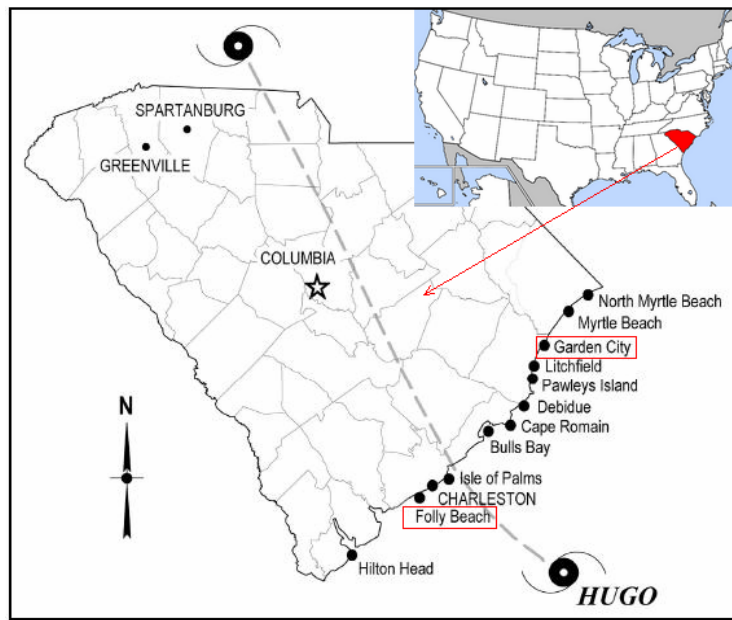 SPARTANBURG
GREENVILLE
COLUMBIA
North Myrtle Beach
Myrtle Beach
Garden City
Litchfield
Pawleys Island
N
Debidue
Cape Romain
Bulls Bay
Isle of Palms
CHARLESTON
Folly Beach
Hilton Head
HUGO